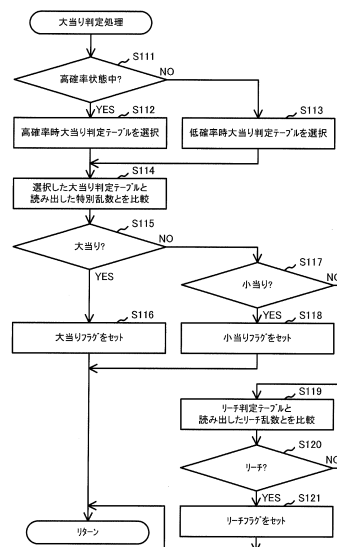 大当り判定処理
S111
高確率状態中?
NO
YES
S112
S113
高確率時大当り判定テーブルを選択
低確率時大当り判定テーブルを選択
S114
選択した大当り判定テーブルと
読み出した特別乱数とを比較
S115
大当り?
NO
S117
YES
小当り?
NO
S116
YES
S118
大当りフラグをセット
小当りフラグをセット
S119
リーチ判定テーブルと
読み出したリーチ乱数とを比較
S120
リーチ?
NO
YES
S121
リターン
リーチフラグをセット